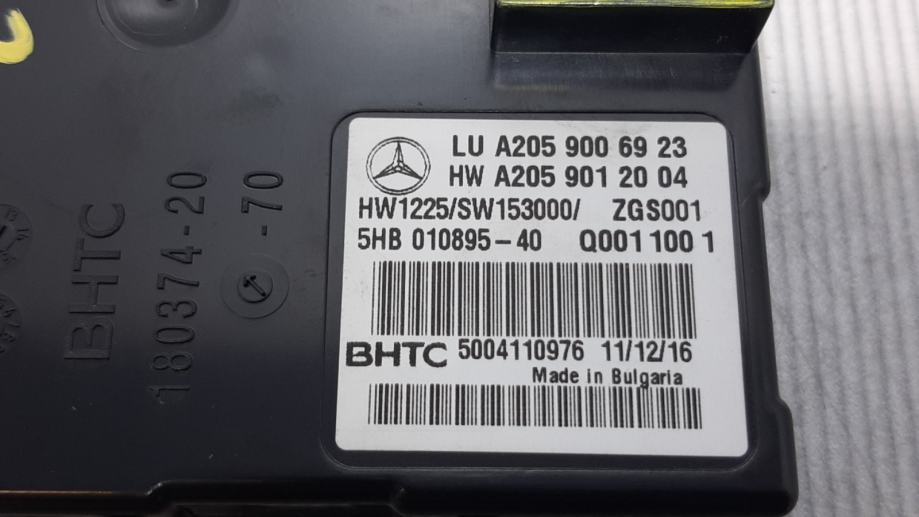 LU A205 900 69 23
HW A205 901 20 04
HW1225/SW153000/ ZGS001
5HB 010895-40 Q001 100 1
BHTC 5004110976 11/12/16
Made in Bulgaria
BHTC
180374-20
-70